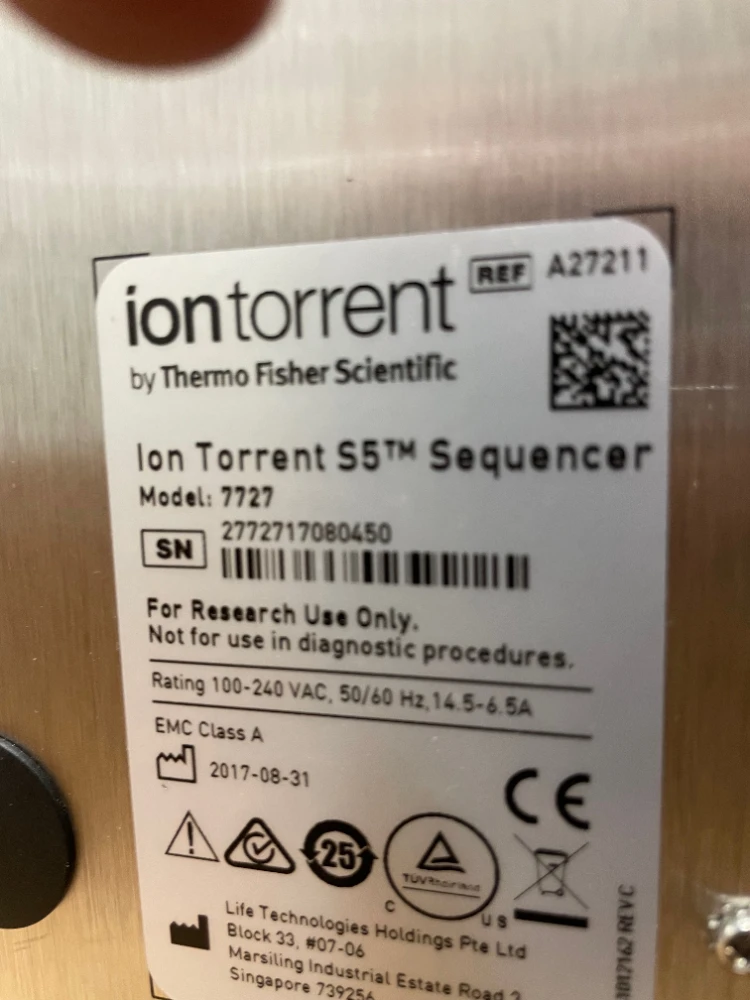 iontorrent
REF A27211
by Thermo Fisher Scientific
Ion Torrent S5™ Sequencer
Model: 7727
SN 2772717080450
For Research Use Only.
Not for use in diagnostic procedures.
Rating 100-240 VAC, 50/60 Hz,14.5-6.5A
EMC Class A
2017-08-31
CE
25
TÜVRheinland
C US
Life Technologies Holdings Pte Ltd
Block 33, #07-06
Marsiling Industrial Estate Road
Singapore 739256
REV C